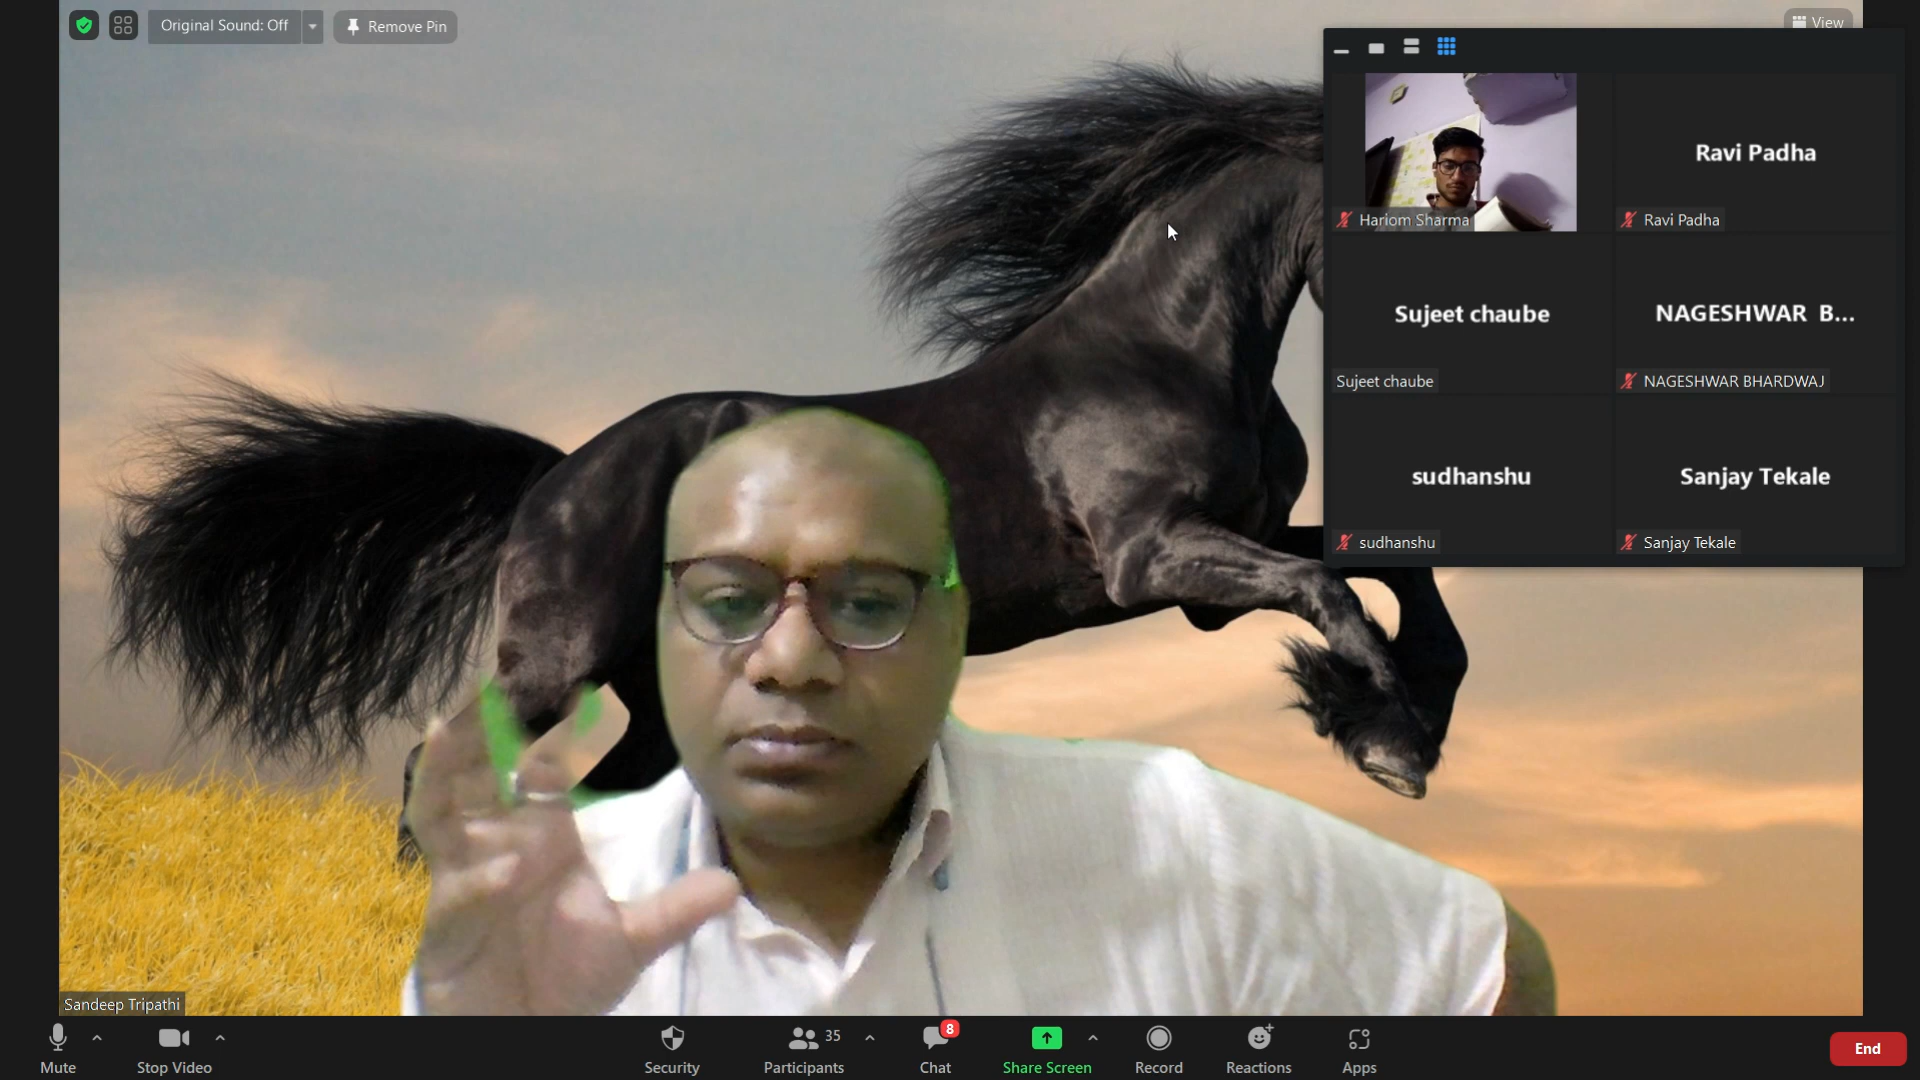 Original Sound: Off
Remove Pin
View
Hariom Sharma
Ravi Padha
Ravi Padha
Sujeet chaube
Sujeet chaube
NAGESHWAR B...
NAGESHWAR BHARDWAJ
sudhanshu
sudhanshu
Sanjay Tekale
Sanjay Tekale
Sandeep Tripathi
Mute
Stop Video
Security
35
Participants
8
Chat
Share Screen
Record
Reactions
Apps
End